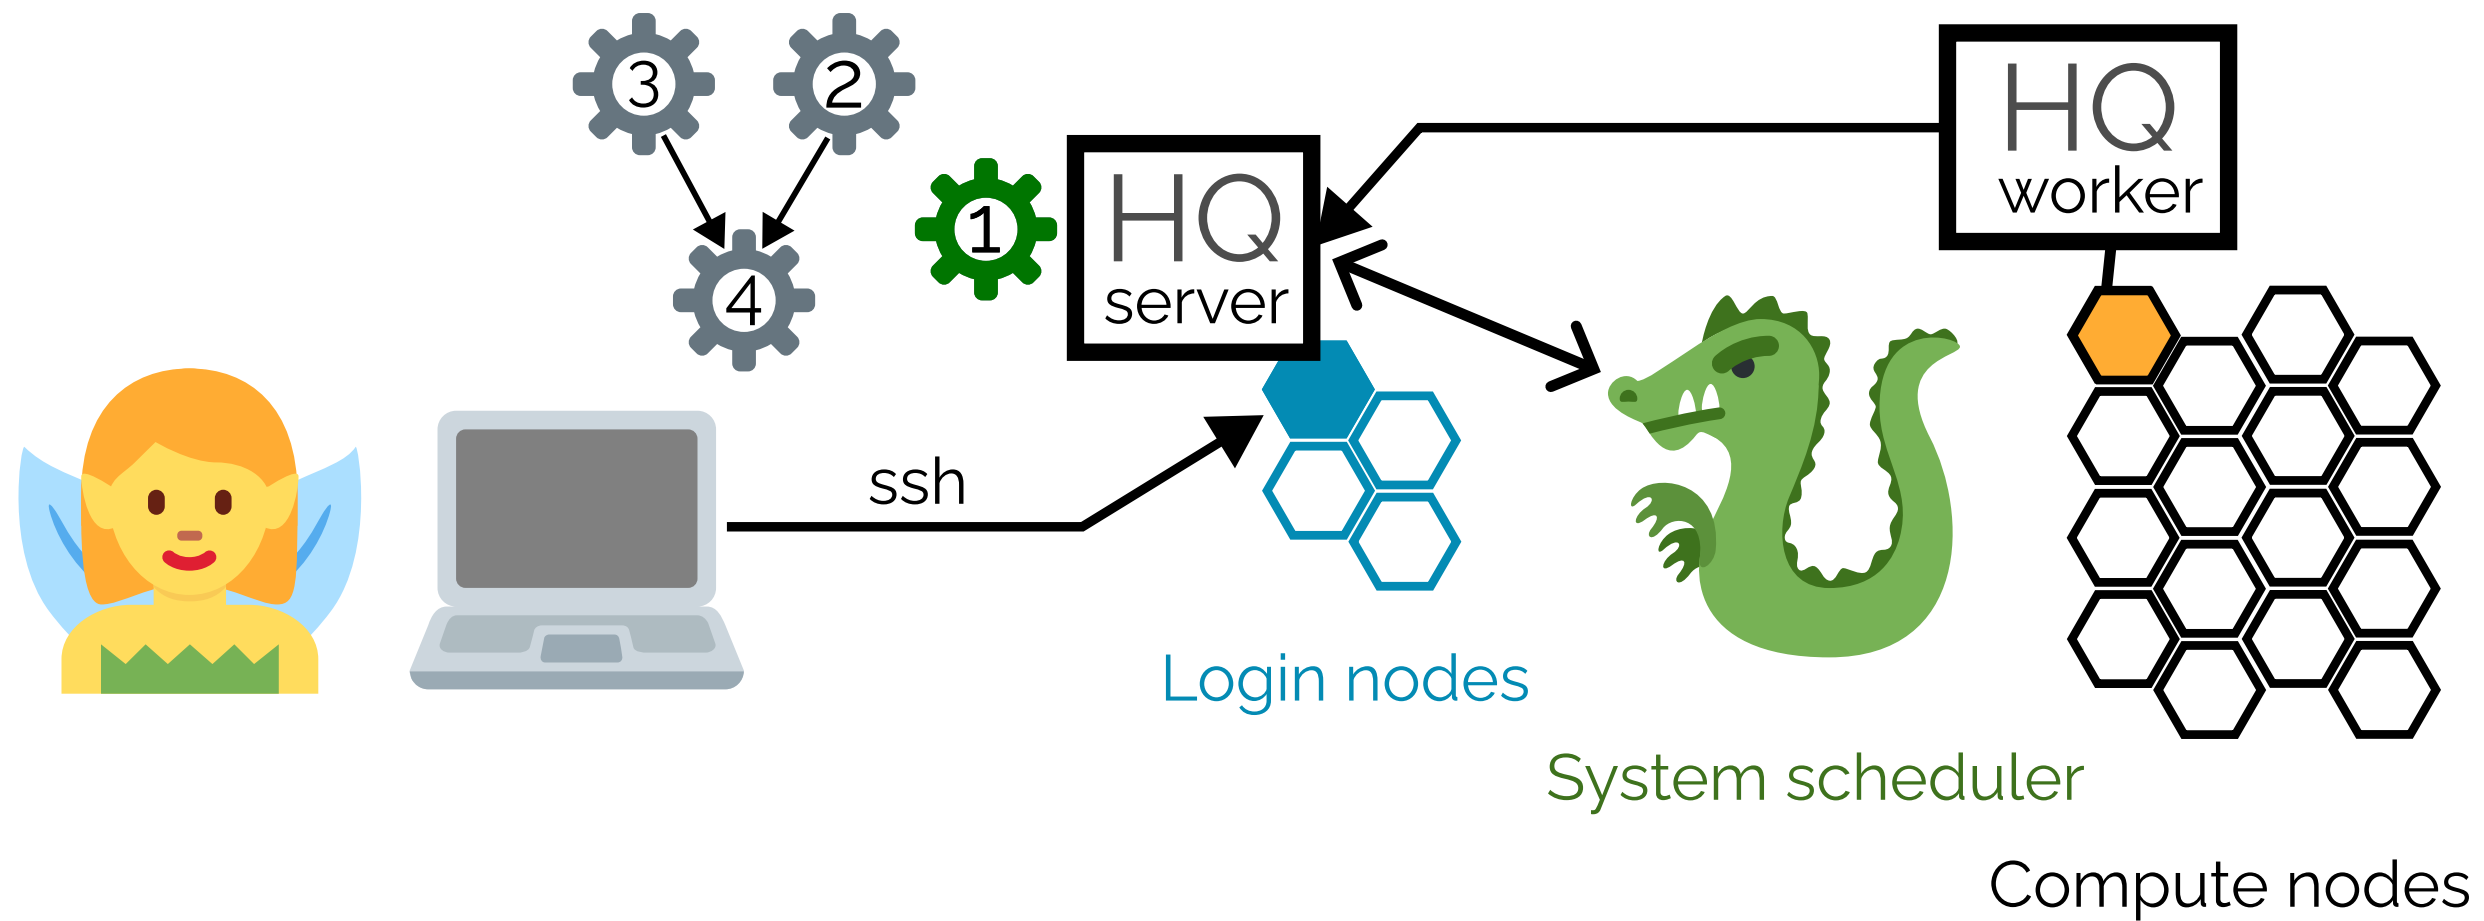 3
2
1
4
HQ
server
HQ
worker
ssh
Login nodes
System scheduler
Compute nodes